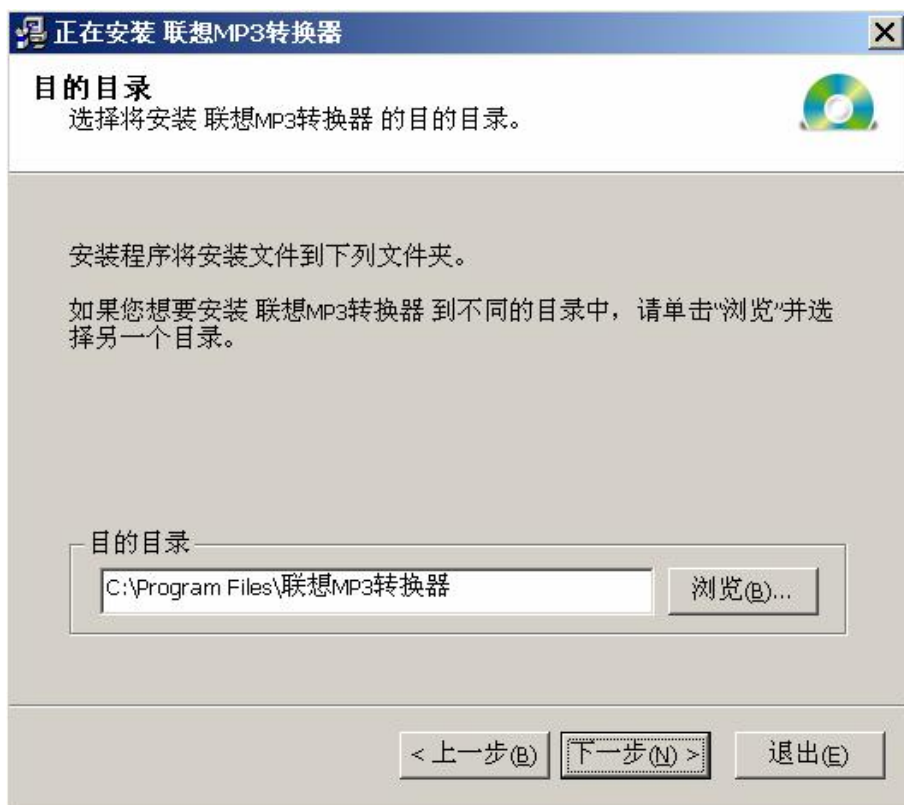 正在安装 联想MP3转换器
目的目录
选择将安装 联想MP3转换器 的目的目录。
安装程序将安装文件到下列文件夹。
如果您想要安装 联想MP3转换器 到不同的目录中，请单击“浏览”并选
择另一个目录。
目的目录
C:\Program Files\联想MP3转换器
浏览(B)...
< 上一步(B)
下一步(N) >
退出(E)